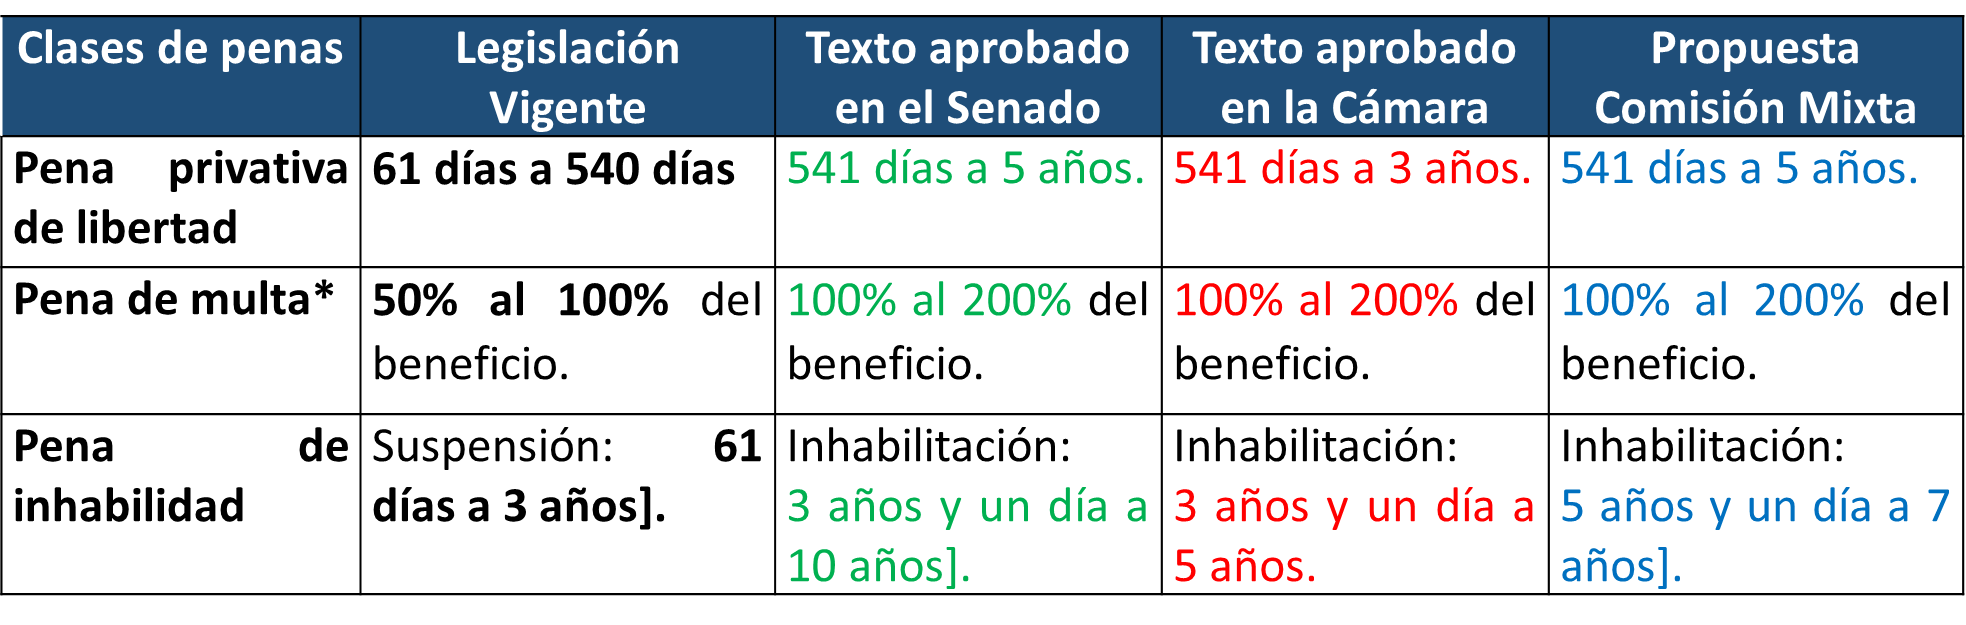 Clases de penas
Legislación
Vigente
Texto aprobado
en el Senado
Texto aprobado
en la Cámara
Propuesta
Comisión Mixta
Pena privativa
de libertad
61 días a 540 días
541 días a 5 años.
541 días a 3 años.
541 días a 5 años.
Pena de multa*
50% al 100% del
beneficio.
100% al 200% del
beneficio.
100% al 200% del
beneficio.
100% al 200% del
beneficio.
Pena de
inhabilidad
Suspensión: 61
días a 3 años].
Inhabilitación:
3 años y un día a
10 años].
Inhabilitación:
3 años y un día a
5 años.
Inhabilitación:
5 años y un día a 7
años].